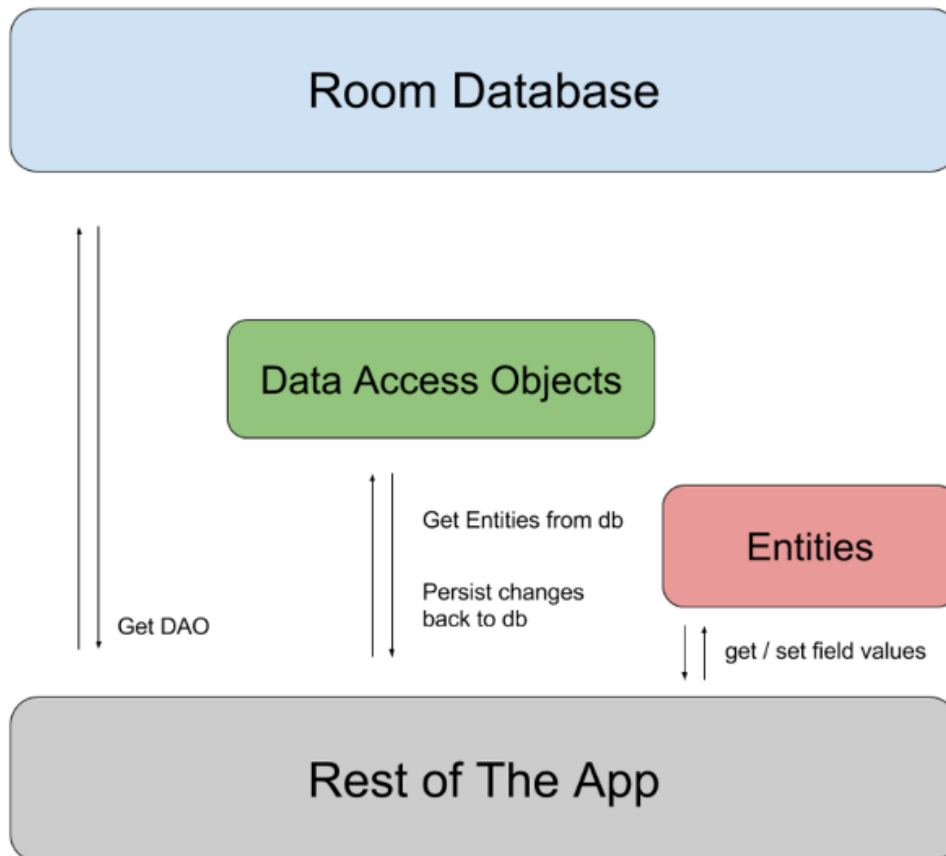 Room Database
Data Access Objects
Get Entities from db
Entities
Persist changes
back to db
Get DAO
get / set field values
Rest of The App